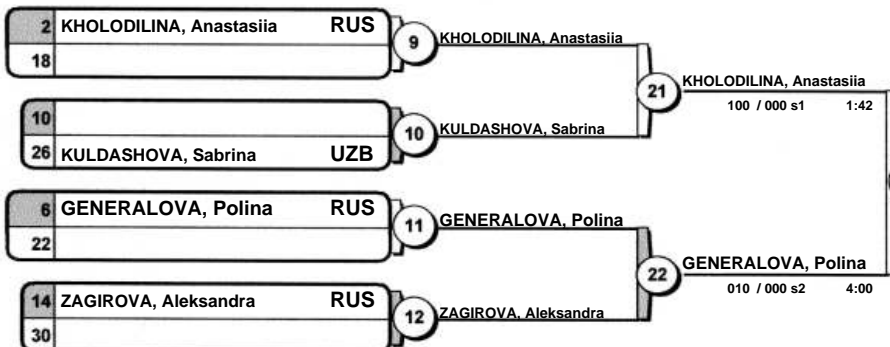 2 KHOLODILINA, Anastasiia RUS
18
9 KHOLODILINA, Anastasiia
10
26 KULDASHOVA, Sabrina UZB
10 KULDASHOVA, Sabrina
21 KHOLODILINA, Anastasiia
100 / 000 s1 1:42
6 GENERALOVA, Polina RUS
22
11 GENERALOVA, Polina
14 ZAGIROVA, Aleksandra RUS
30
12 ZAGIROVA, Aleksandra
22 GENERALOVA, Polina
010 / 000 s2 4:00